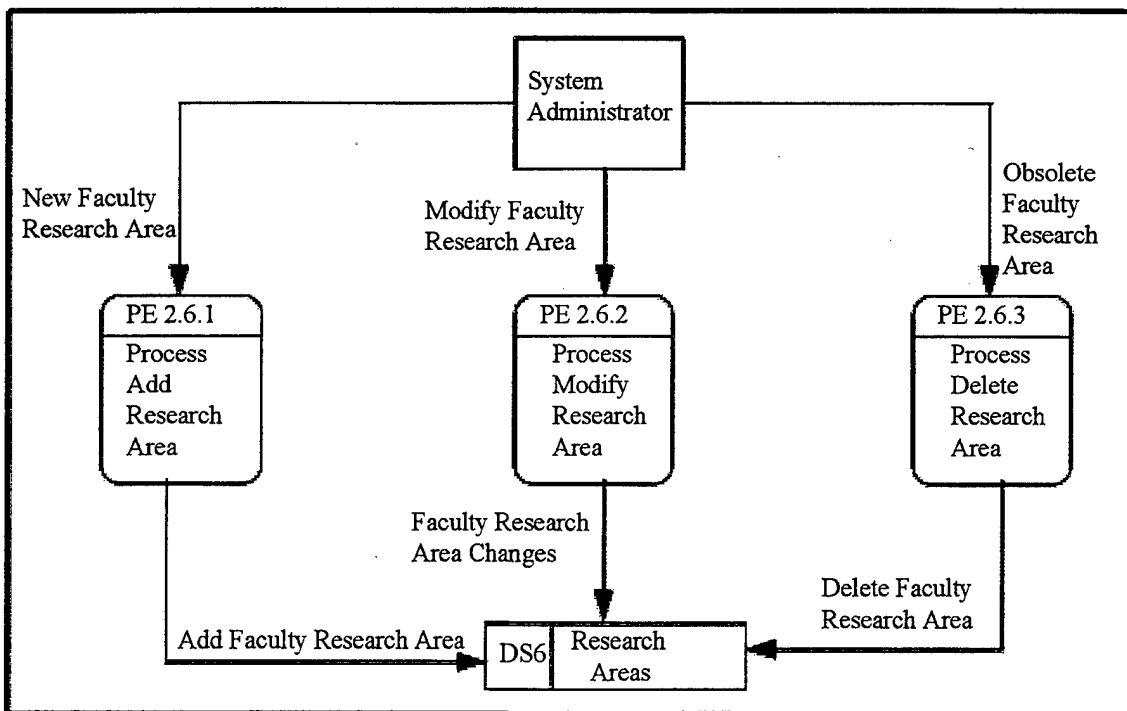 System
Administrator
New Faculty
Research Area
Modify Faculty
Research Area
Obsolete
Faculty
Research
Area
PE 2.6.1
Process
Add
Research
Area
PE 2.6.2
Process
Modify
Research
Area
PE 2.6.3
Process
Delete
Research
Area
Faculty Research
Area Changes
Delete Faculty
Research Area
Add Faculty Research Area
DS6
Research
Areas